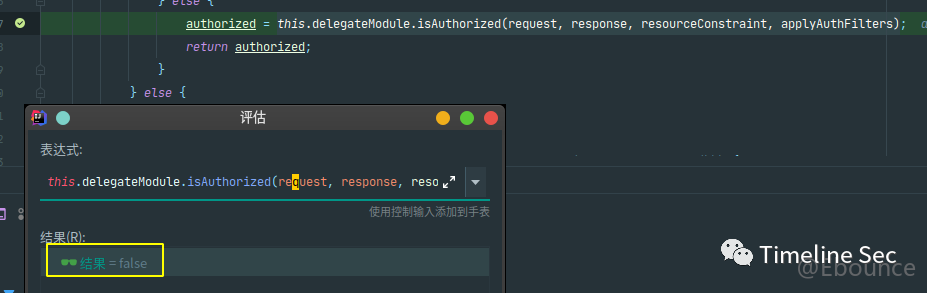 } else {
authorized = this.delegateModule.isAuthorized(request, response, resourceConstraint, applyAuthFilters);
return authorized;
}
} else {
评估
表达式:
this.delegateModule.isAuthorized(request, response, reso
使用控制输入添加到手表
结果(R):
结果 = false
Timeline Sec
@Ebounce